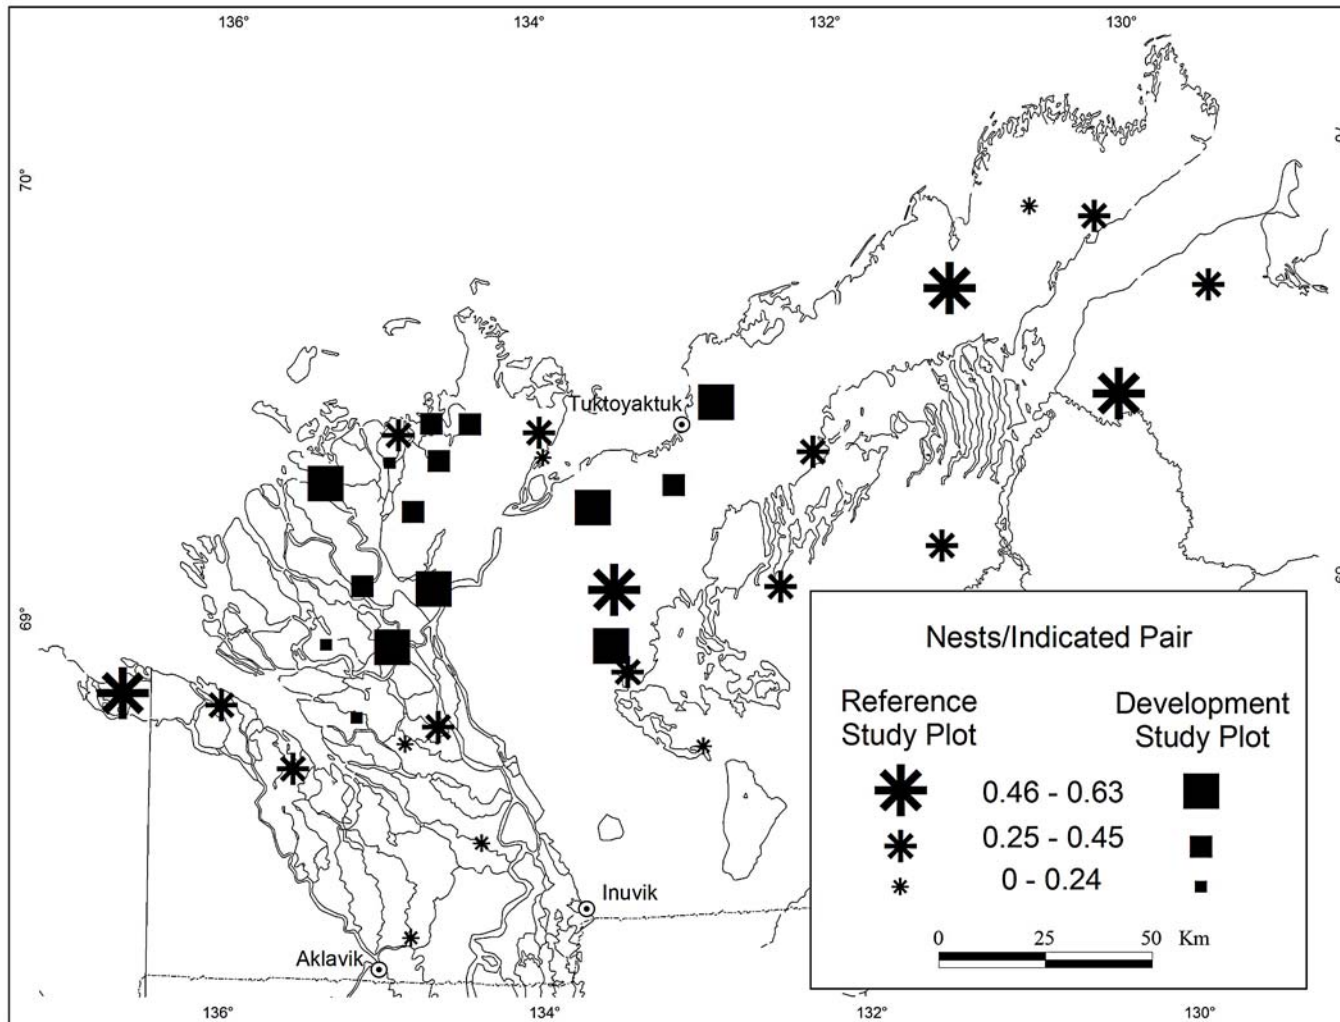 136° 134° 132° 130°
70°
Tuktoyaktuk
69°
Nests/Indicated Pair
Reference Development
Study Plot Study Plot
0.46 - 0.63
0.25 - 0.45
0 - 0.24
Inuvik
Aklavik
0 25 50 Km
136° 134° 132° 130°